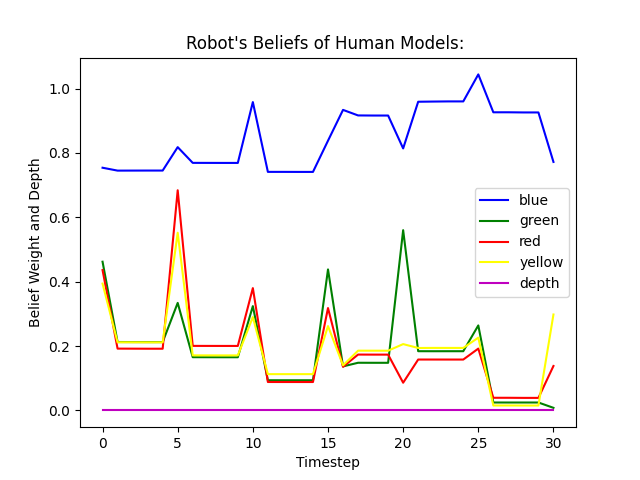 Robot's Beliefs of Human Models:
Belief Weight and Depth
1.0
0.8
0.6
0.4
0.2
0.0
blue
green
red
yellow
depth
0 5 10 15 20 25 30
Timestep